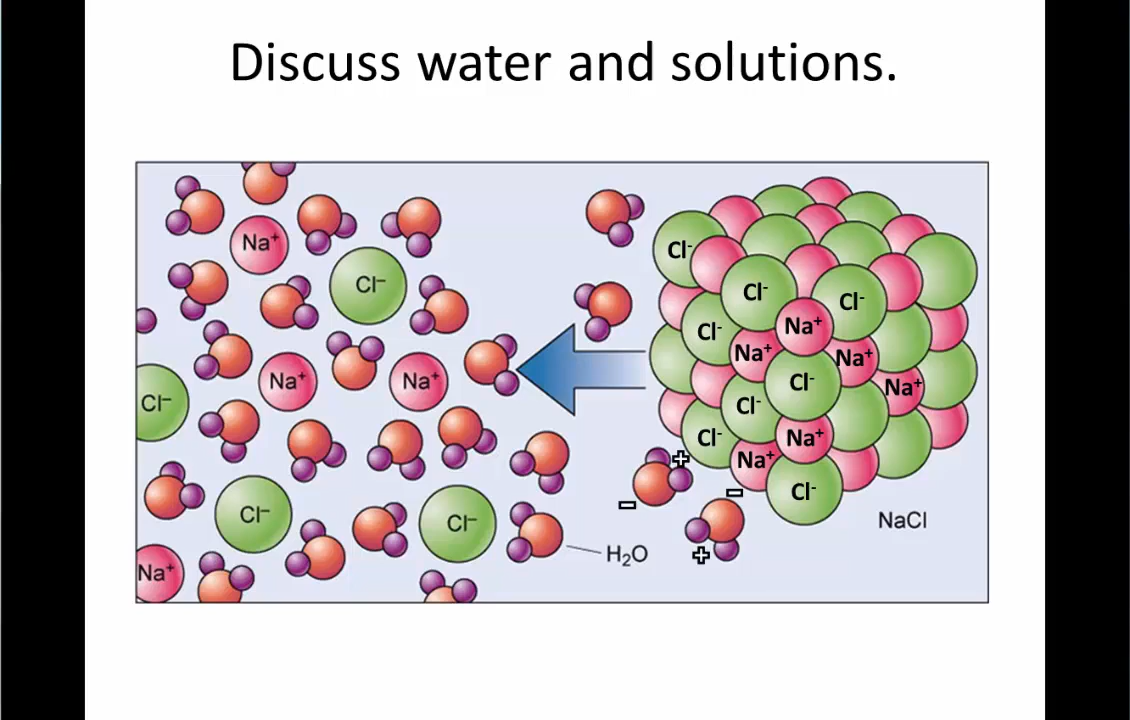 Discuss water and solutions.
Na⁺
Cl⁻
Na⁺
Na⁺
Cl⁻
Cl⁻
Cl⁻
Na⁺
H₂O
Cl⁻
Cl⁻
Cl⁻
Na⁺
Cl⁻
Na⁺
Na⁺
Cl⁻
Na⁺
Cl⁻
Cl⁻
Na⁺
Na⁺
Cl⁻
+
-
-
+
NaCl